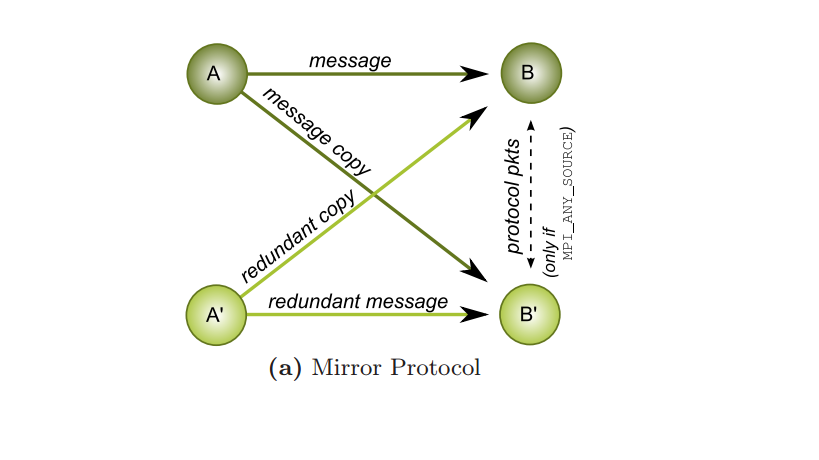 A
message
B
message copy
protocol pkts
(only if
MPI_ANY_SOURCE)
redundant copy
A'
redundant message
B'
(a) Mirror Protocol